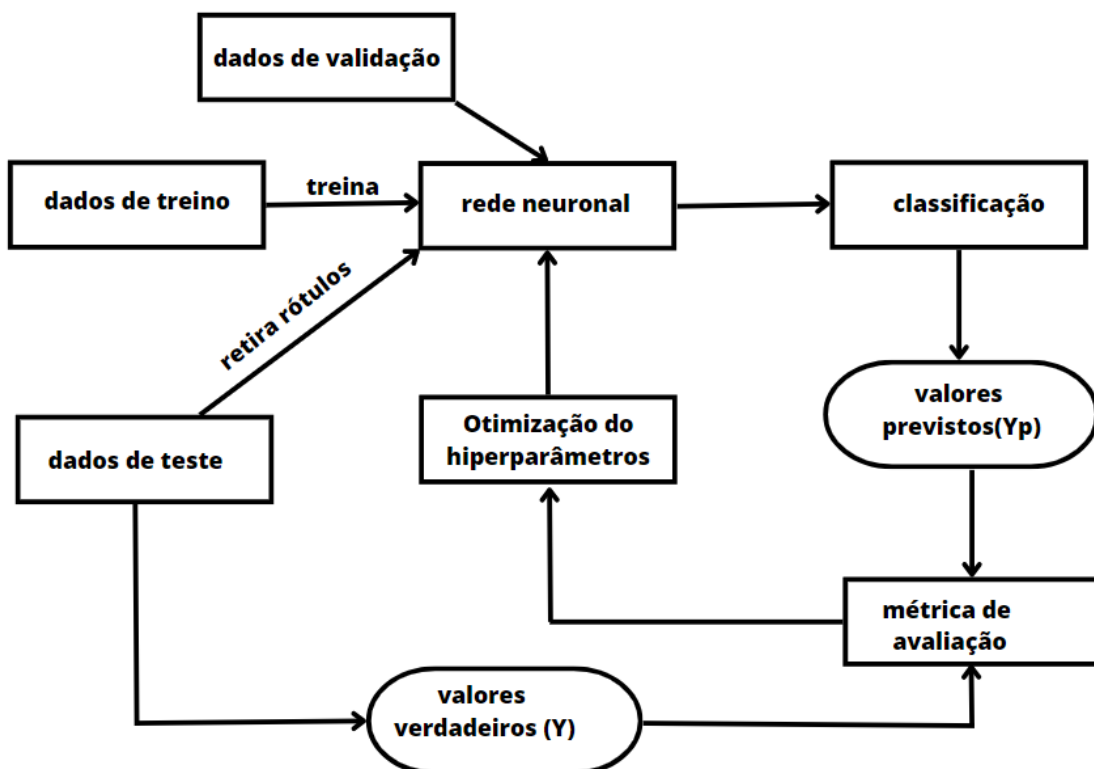 dados de validação
dados de treino
treina
rede neuronal
classificação
retira rótulos
valores
previstos(Yp)
Otimização do
hiperparâmetros
dados de teste
métrica de
avaliação
valores
verdadeiros (Y)